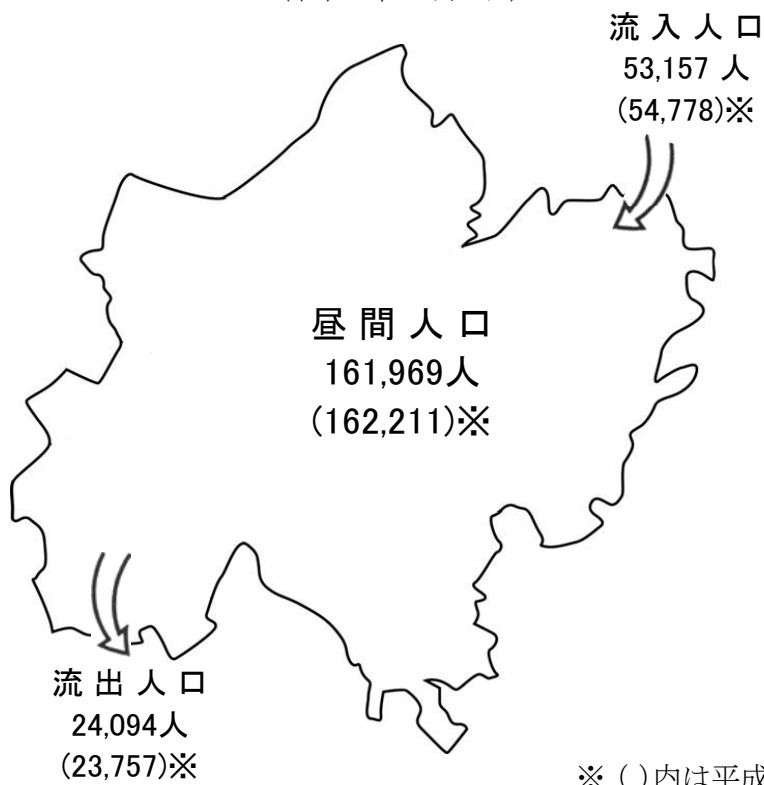 流入人口
53,157 人
(54,778)※
昼間人口
161,969人
(162,211)※
流出人口
24,094人
(23,757)※
※ ( )内は平成